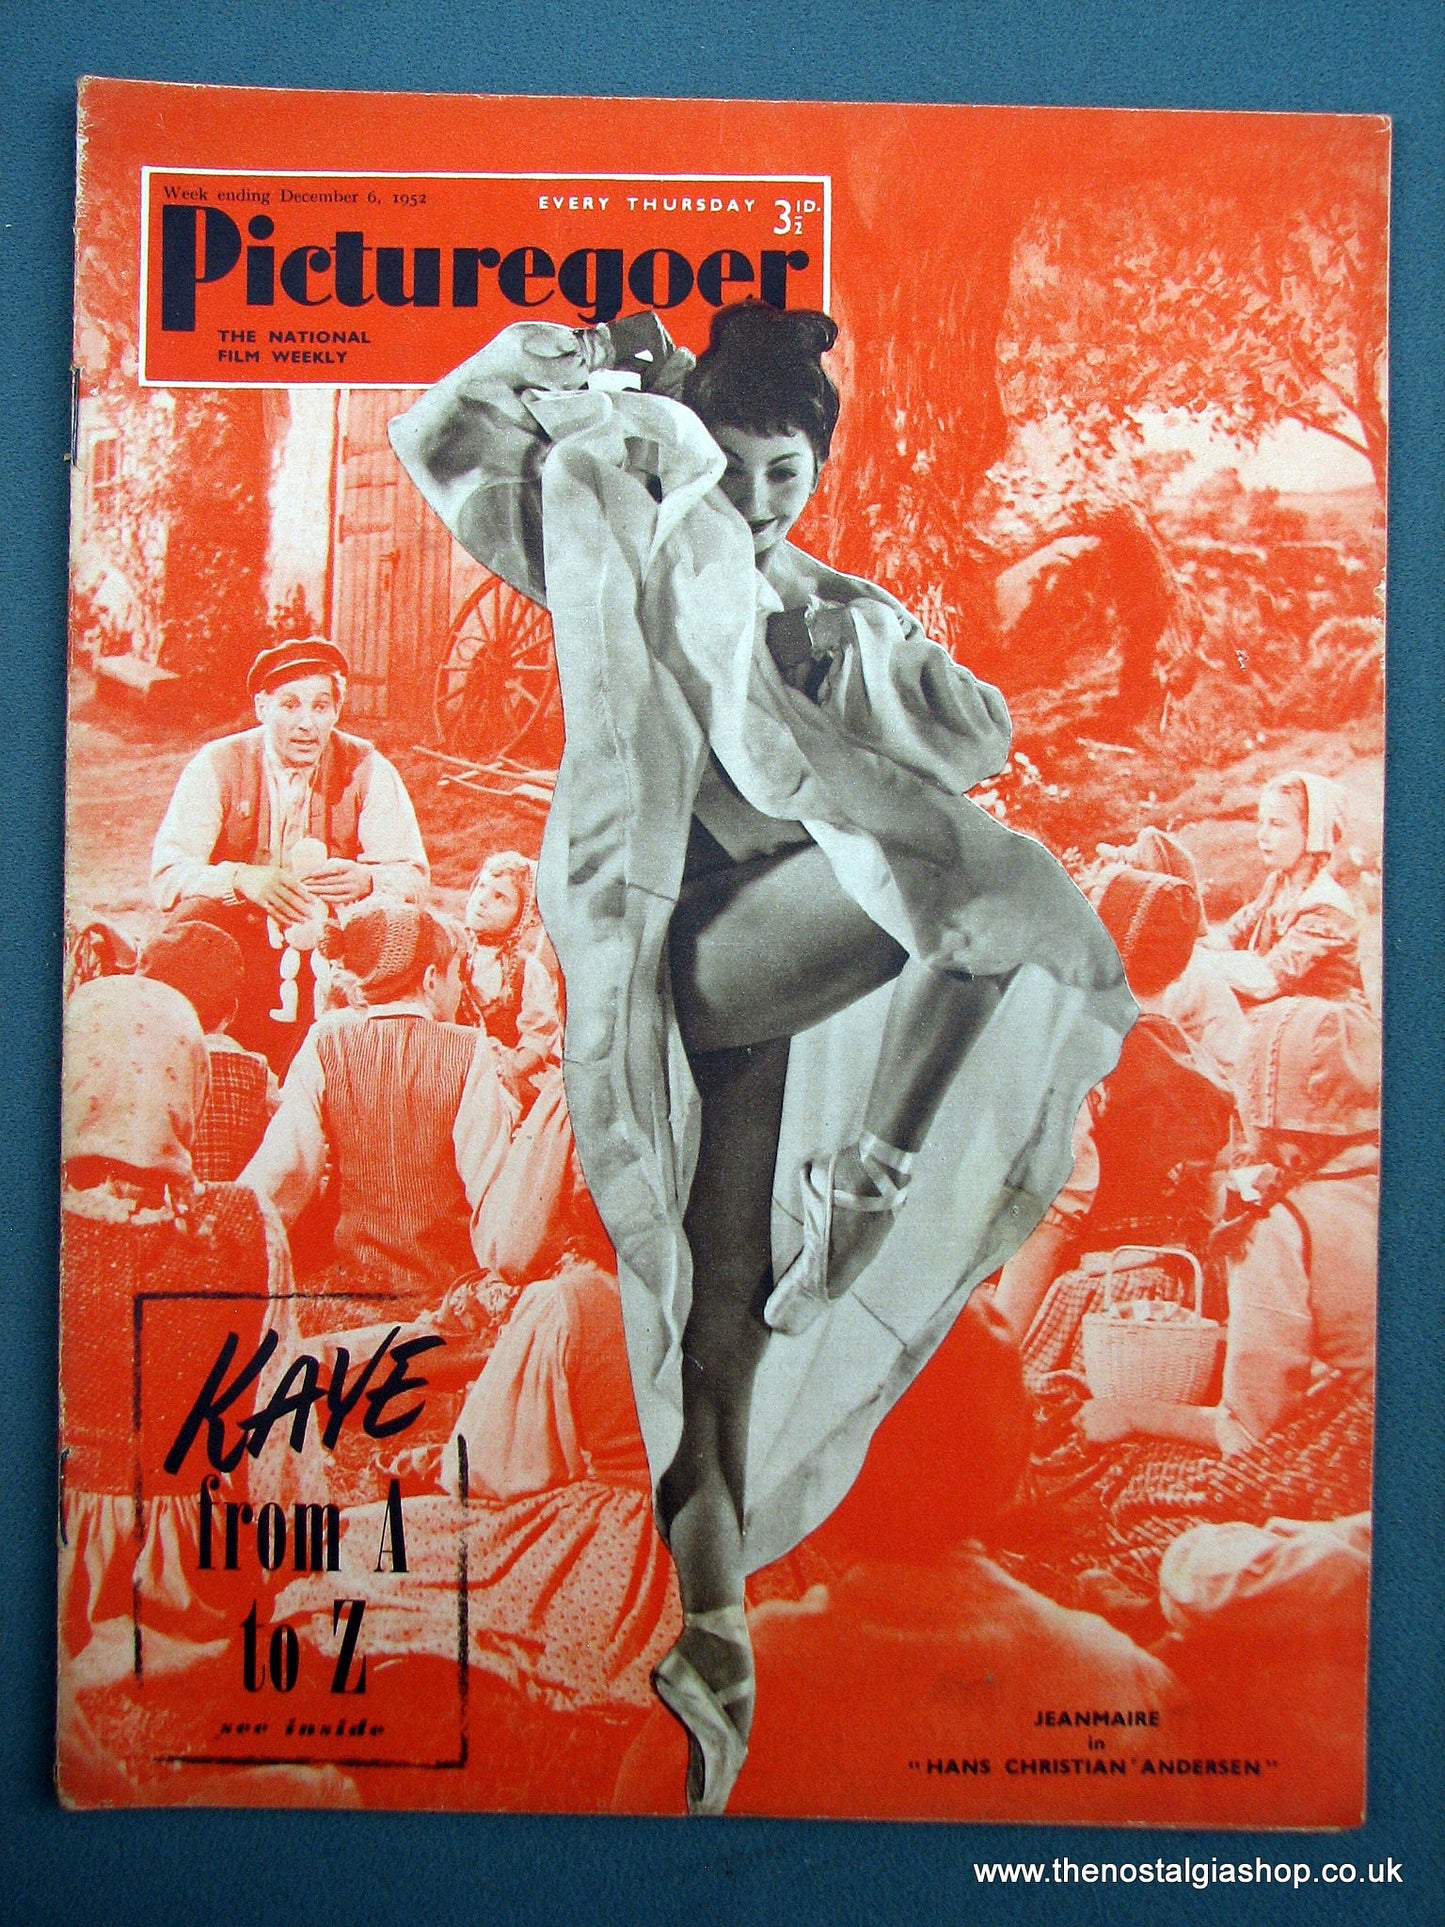 Week ending December 6, 1952
EVERY THURSDAY 3½D.
Picturegoer
THE NATIONAL
FILM WEEKLY
KAYE
from A
to Z
see inside
JEANMAIRE
in
"HANS CHRISTIAN ANDERSEN"
www.thenostalgiashop.co.uk